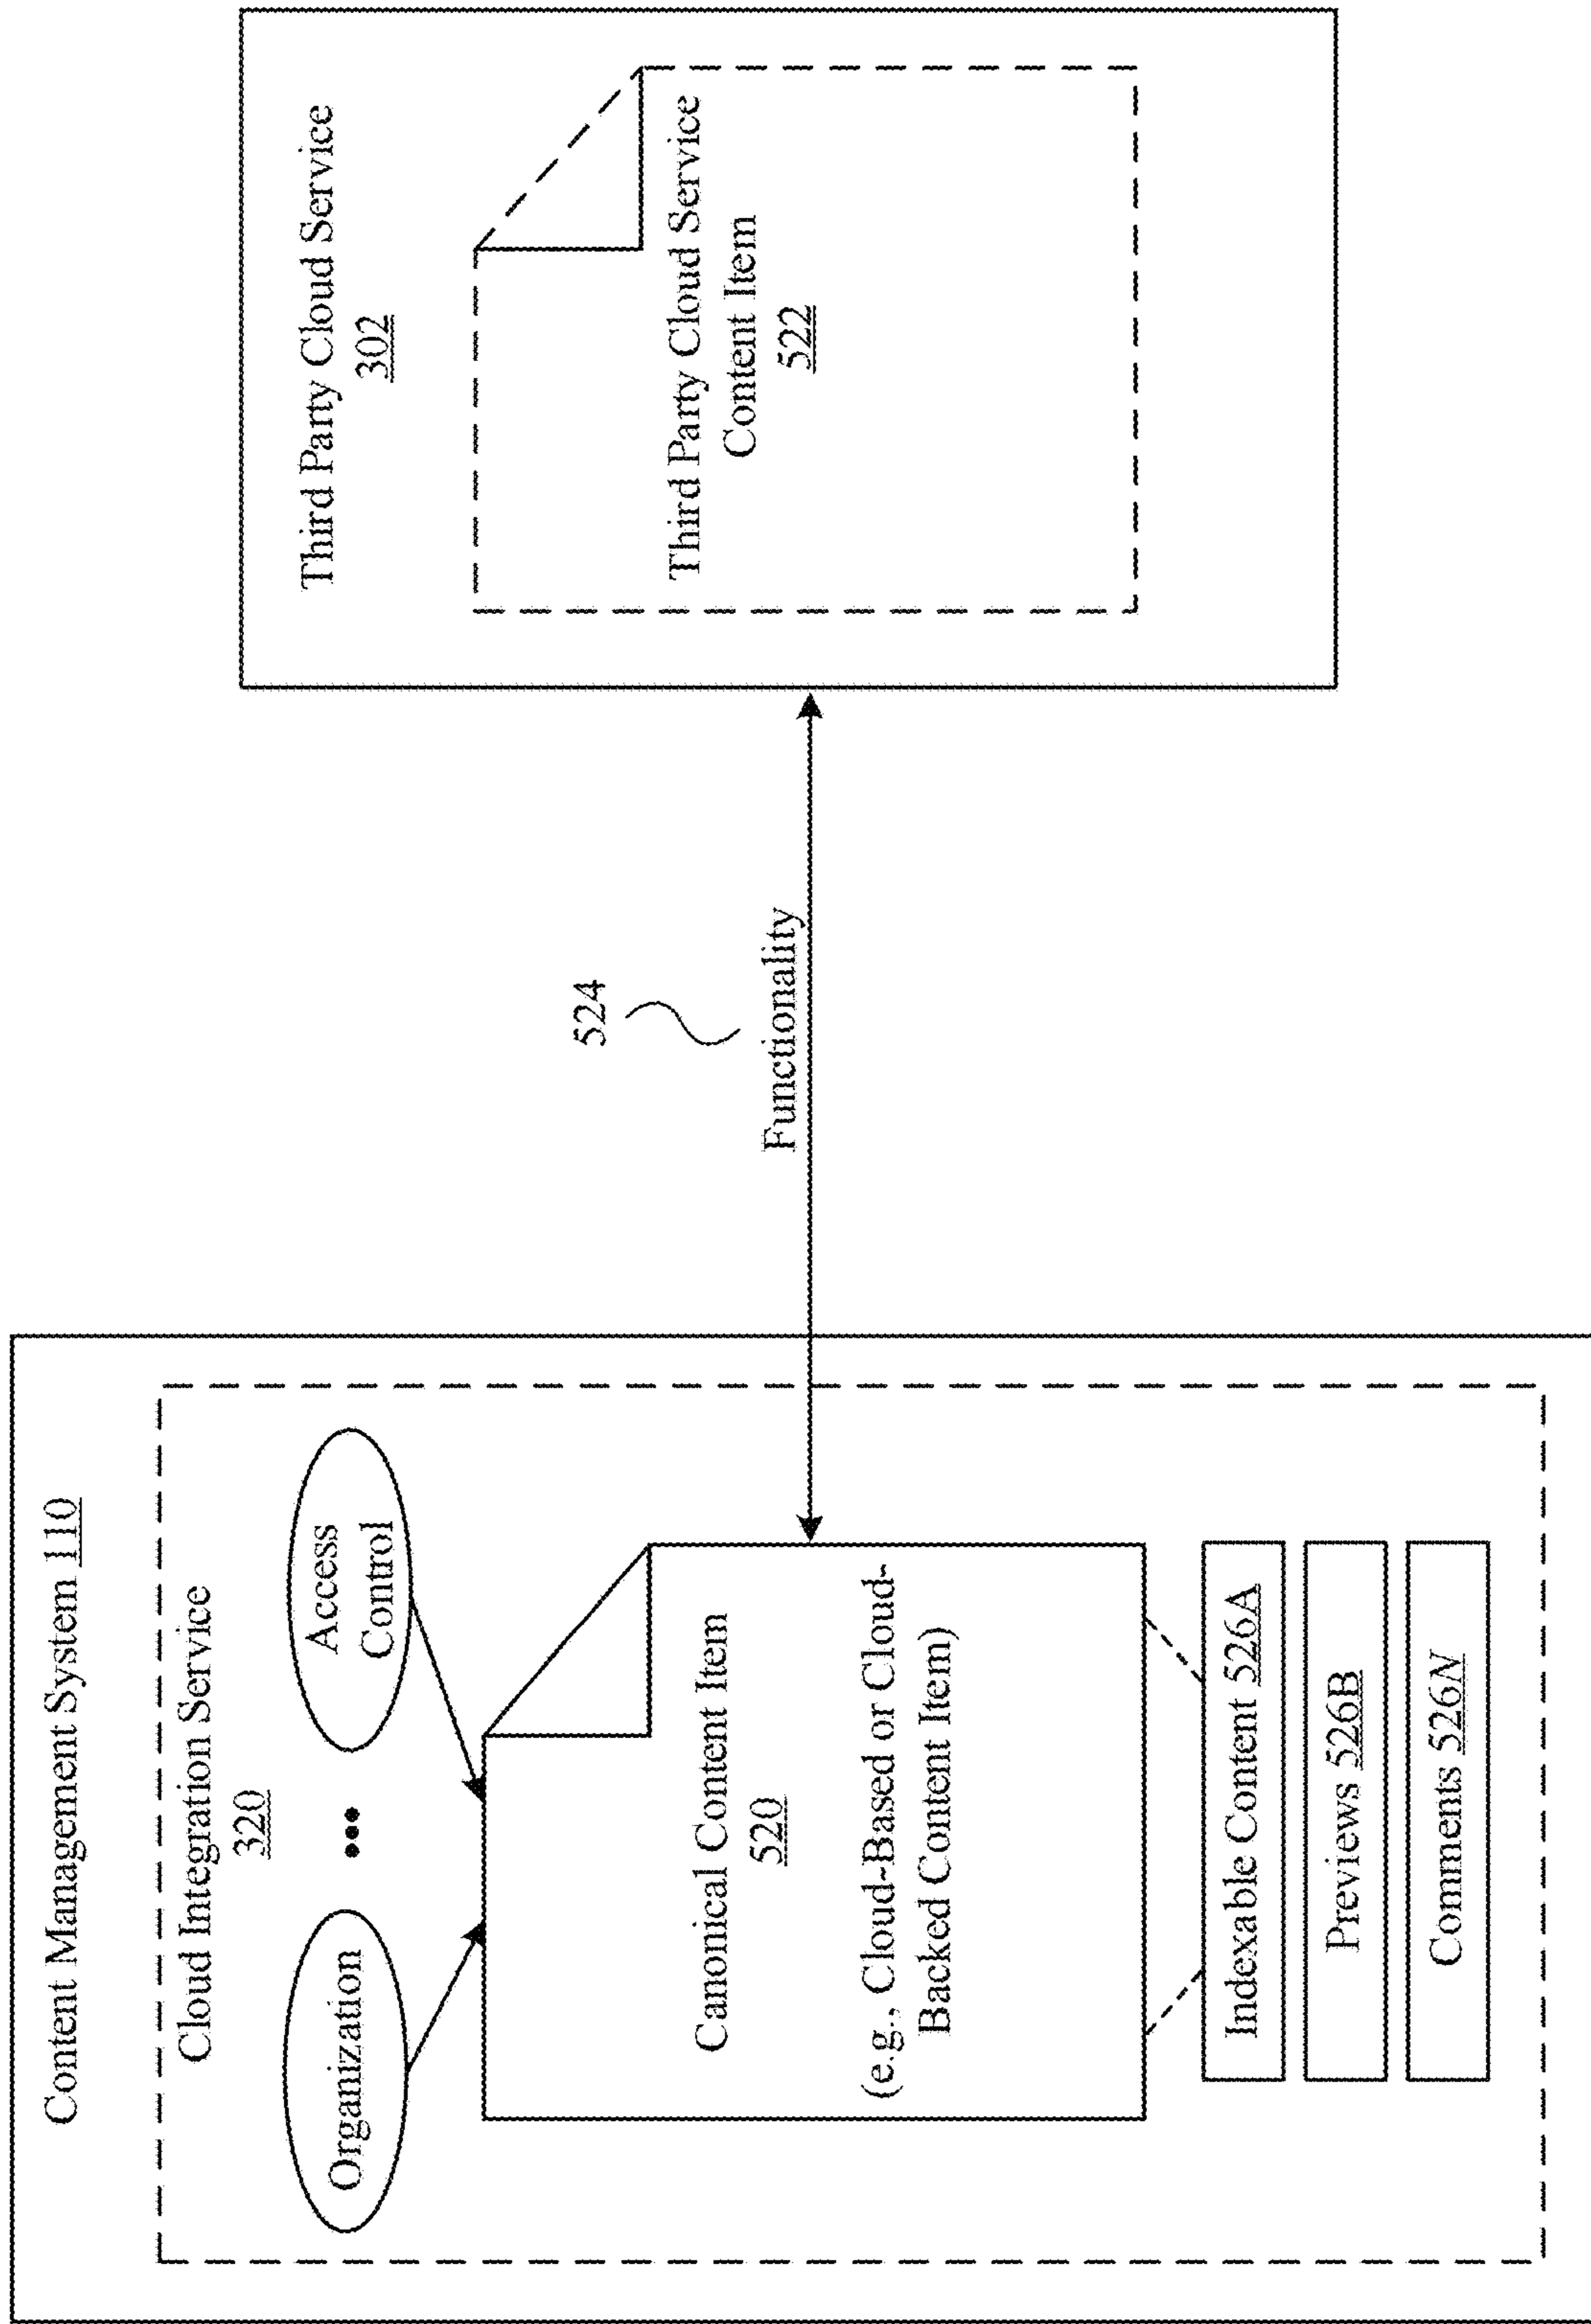 Content Management System 110
Cloud Integration Service
320
Organization
•••
Access
Control
Canonical Content Item
520
(e.g., Cloud-Based or Cloud-
Backed Content Item)
Indexable Content 526A
Previews 526B
Comments 526N
524
Functionality
Third Party Cloud Service
302
Third Party Cloud Service
Content Item
522